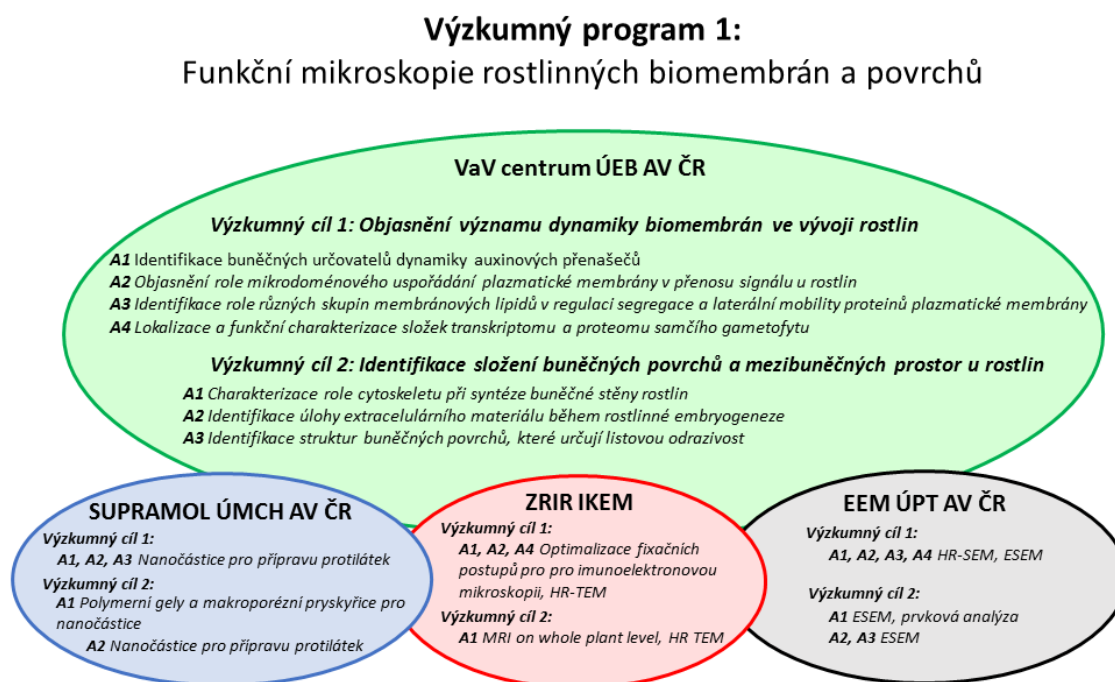 Výzkumný program 1:
Funkční mikroskopie rostlinných biomembrán a povrchů
VaV centrum ÚEB AV ČR
Výzkumný cíl 1: Objasnění významu dynamiky biomembrán ve vývoji rostlin
A1 Identifikace buněčných určovatelů dynamiky auxinových přenašečů
A2 Objasnění role mikrodoménového uspořádání plazmatické membrány v přenosu signálu u rostlin
A3 Identifikace role různých skupin membránových lipidů v regulaci segregace a laterální mobility proteinů plazmatické membrány
A4 Lokalizace a funkční charakterizace složek transkriptomu a proteomu samčího gametofytu
Výzkumný cíl 2: Identifikace složení buněčných povrchů a mezibuněčných prostor u rostlin
A1 Charakterizace role cytoskeletu při syntéze buněčné stěny rostlin
A2 Identifikace úlohy extracelulárního materiálu během rostlinné embryogeneze
A3 Identifikace struktur buněčných povrchů, které určují listovou odrazivost
SUPRAMOL ÚMCH AV ČR
Výzkumný cíl 1:
A1, A2, A3 Nanočástice pro přípravu protilátek
Výzkumný cíl 2:
A1 Polymerní gely a makroporézní pryskyřice pro
nanočástice
A2 Nanočástice pro přípravu protilátek
ZRIR IKEM
Výzkumný cíl 1:
A1, A2, A4 Optimalizace fixačních
postupů pro pro imunoelektronovou
mikroskopii, HR-TEM
Výzkumný cíl 2:
A1 MRI on whole plant level, HR TEM
EEM ÚPT AV ČR
Výzkumný cíl 1:
A1, A2, A3, A4 HR-SEM, ESEM
Výzkumný cíl 2:
A1 ESEM, prvková analýza
A2, A3 ESEM